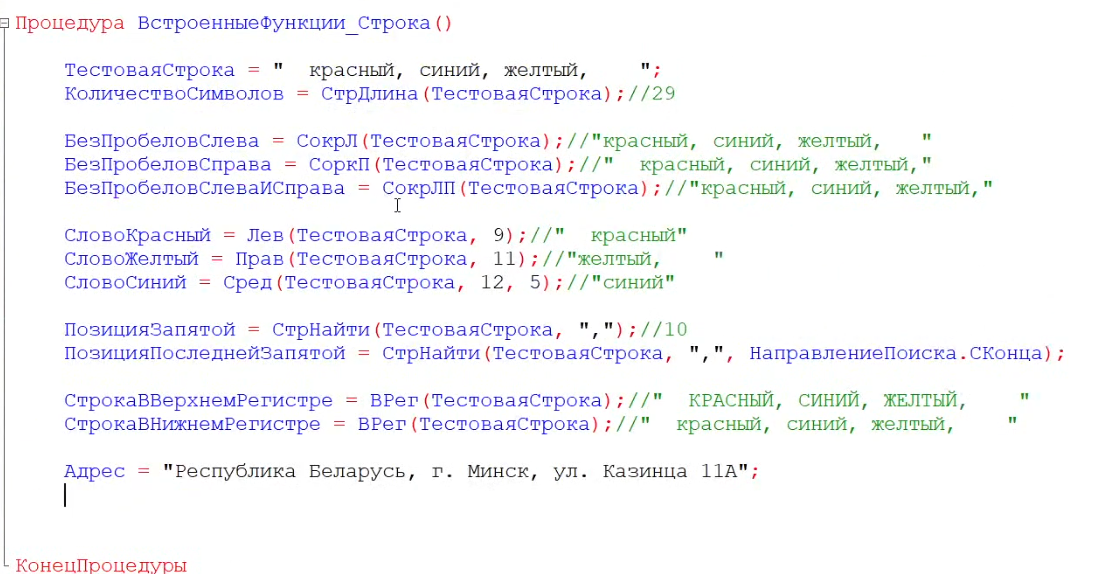 Процедура ВстроенныеФункции_Строка()
ТестоваяСтрока = "  красный, синий, желтый,    ";
КоличествоСимволов = СтрДлина(ТестоваяСтрока);//29
БезПробеловСлева = СокрЛ(ТестоваяСтрока);//"красный, синий, желтый,   "
БезПробеловСправа = СоркП(ТестоваяСтрока);//"  красный, синий, желтый,"
БезПробеловСлеваИСправа = СокрЛП(ТестоваяСтрока);//"красный, синий, желтый,"
СловоКрасный = Лев(ТестоваяСтрока, 9);//"  красный"
СловоЖелтый = Прав(ТестоваяСтрока, 11);//"желтый,    "
СловоСиний = Сред(ТестоваяСтрока, 12, 5);//"синий"
ПозицияЗапятой = СтрНайти(ТестоваяСтрока, ",");//10
ПозицияПоследнейЗапятой = СтрНайти(ТестоваяСтрока, ",", НаправлениеПоиска.СКонца);
СтрокаВВерхнемРегистре = ВРег(ТестоваяСтрока);//"  КРАСНЫЙ, СИНИЙ, ЖЕЛТЫЙ,    "
СтрокаВНижнемРегистре = ВРег(ТестоваяСтрока);//"  красный, синий, желтый,    "
Адрес = "Республика Беларусь, г. Минск, ул. Казинца 11А";
КонецПроцедуры